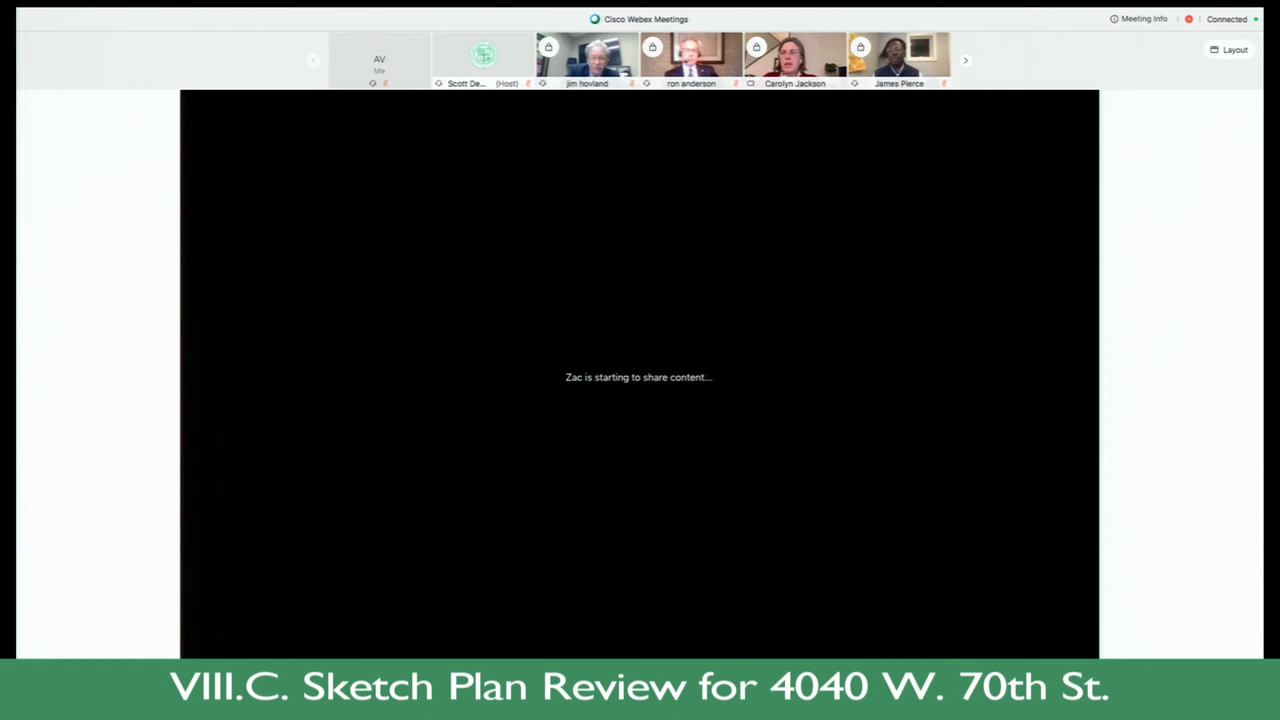 Cisco Webex Meetings
Meeting Info
Connected
Layout
AV
Me
Scott De... (Host)
jim hovland
ron anderson
Carolyn Jackson
James Pierce
Zac is starting to share content...
VIII.C. Sketch Plan Review for 4040 W. 70th St.